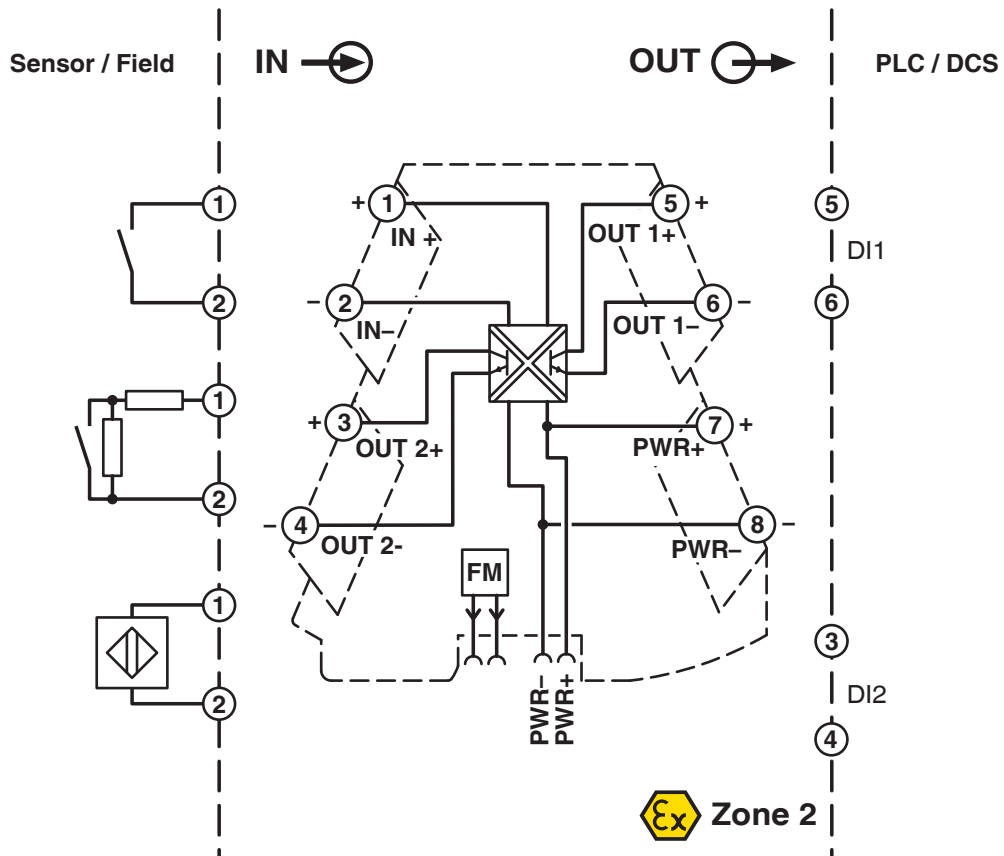 Sensor / Field
IN
OUT
PLC / DCS
1
+ 1
5 +
5
IN +
OUT 1+
DI1
2
– 2
6 –
6
IN–
OUT 1–
1
+ 3
7 +
OUT 2+
PWR+
2
- 4
8 –
OUT 2-
PWR–
FM
1
3
PWR–
PWR+
DI2
2
4
Ex Zone 2